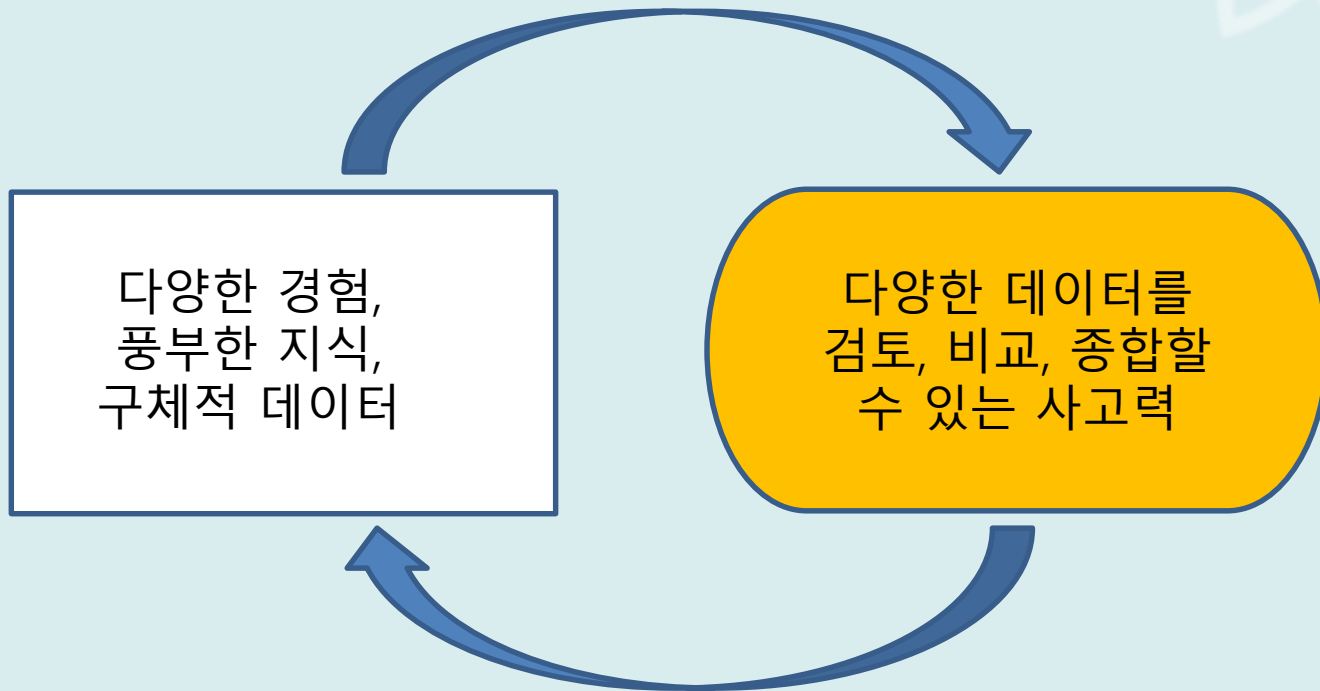 다양한 경험,
풍부한 지식,
구체적 데이터
다양한 데이터를
검토, 비교, 종합할
수 있는 사고력